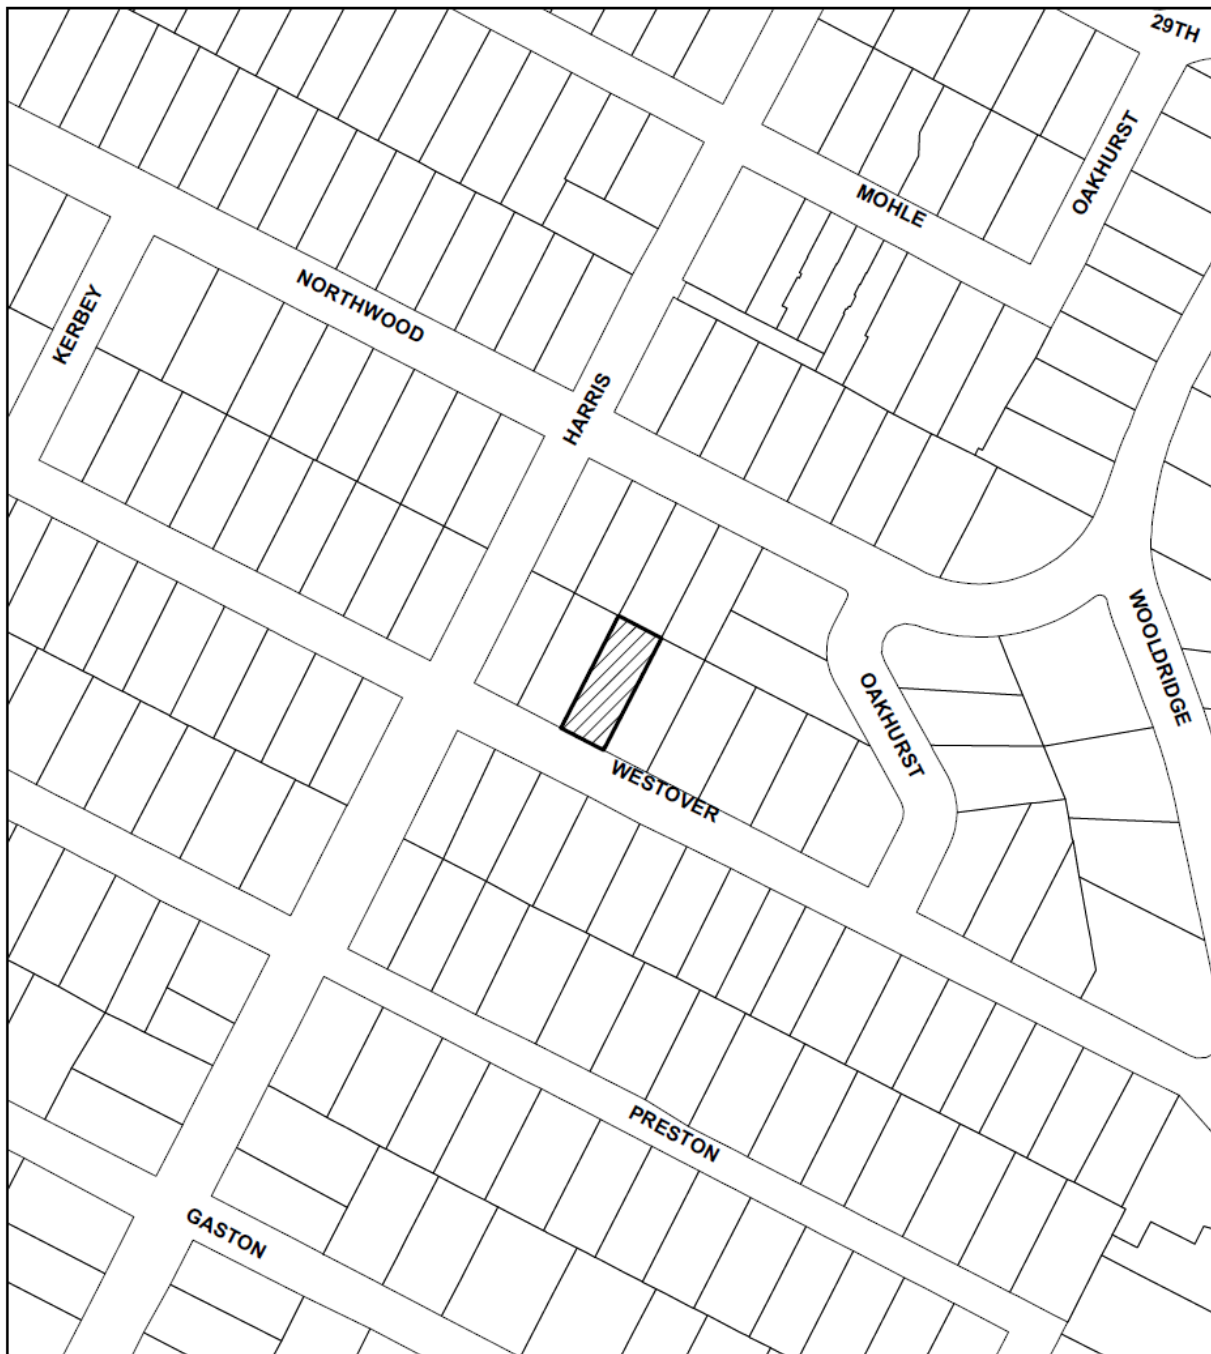 29TH
OAKHURST
MOHLE
NORTHWOOD
KERBEY
HARRIS
WOOLDRIDGE
OAKHURST
WESTOVER
PRESTON
GASTON